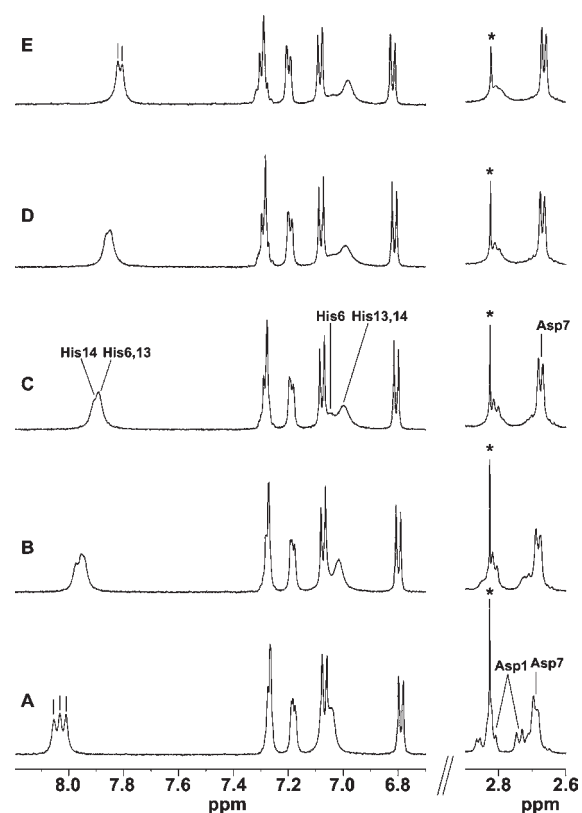 E
*
D
*
His14 His6,13
His6 His13,14
*
Asp7
C
B
*
*
Asp1
Asp7
A
8.0 7.8 7.6 7.4 7.2 7.0 6.8 2.8 2.6
ppm ppm